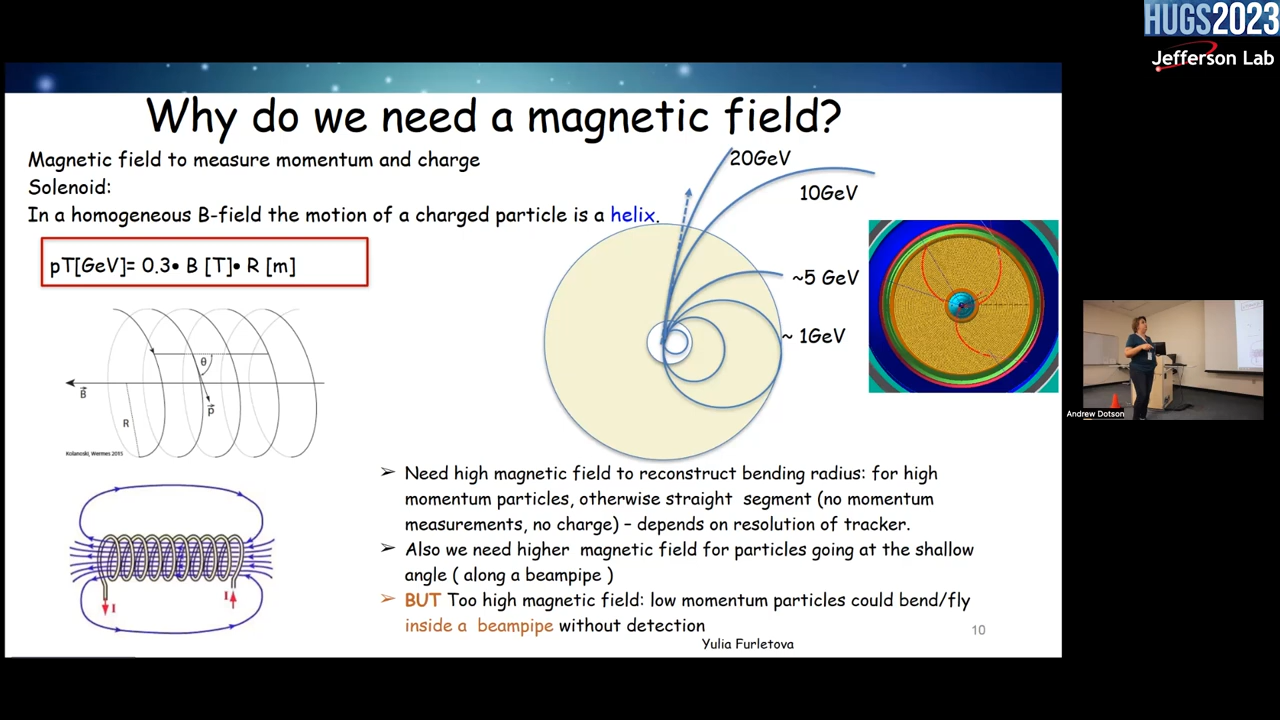 HUGS2023
Jefferson Lab
Why do we need a magnetic field?
Magnetic field to measure momentum and charge
Solenoid:
In a homogeneous B-field the motion of a charged particle is a helix.
pT[GeV]= 0.3• B [T]• R [m]
20GeV
10GeV
~5 GeV
~ 1GeV
θ
B
p
R
Kolanoski, Wermes 2015
I
I
➢ Need high magnetic field to reconstruct bending radius: for high
momentum particles, otherwise straight segment (no momentum
measurements, no charge) – depends on resolution of tracker.
➢ Also we need higher magnetic field for particles going at the shallow
angle ( along a beampipe )
➢ BUT Too high magnetic field: low momentum particles could bend/fly
inside a beampipe without detection
Yulia Furletova
10
Andrew Dotson